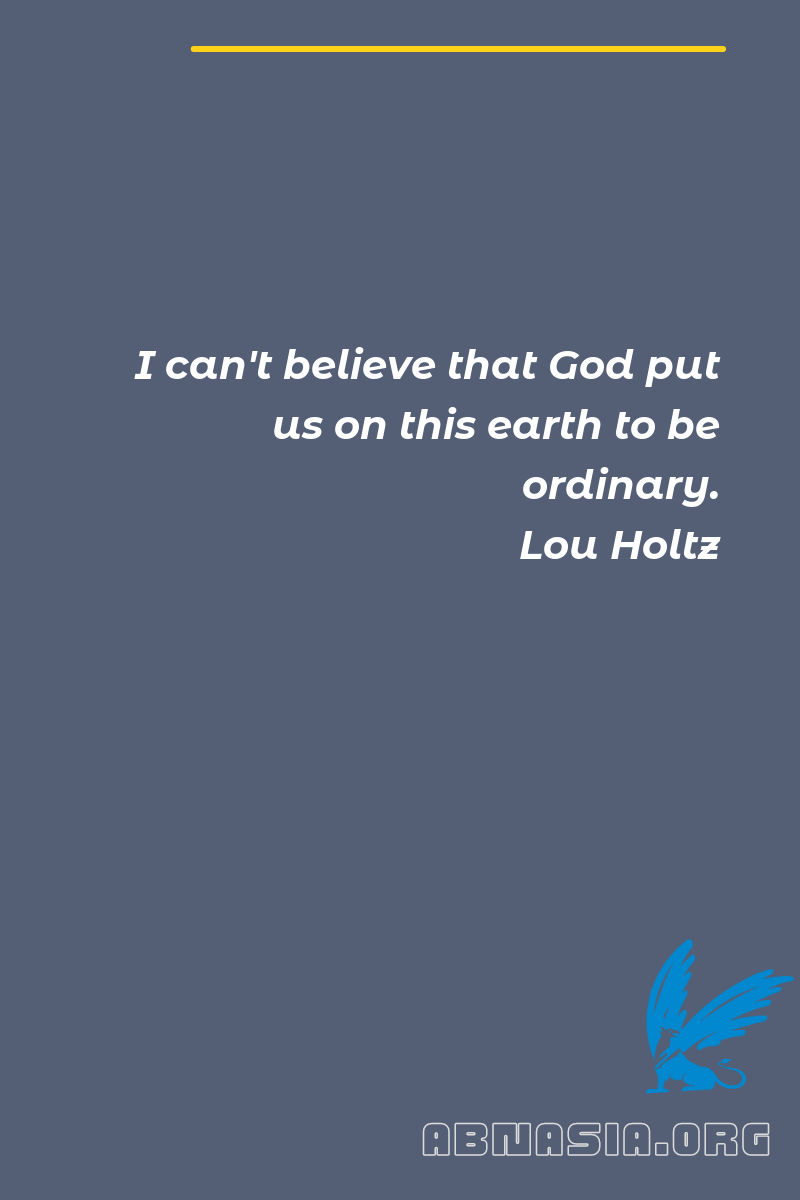 I can't believe that God put
us on this earth to be
ordinary.
Lou Holtz
ABNASIA.ORG